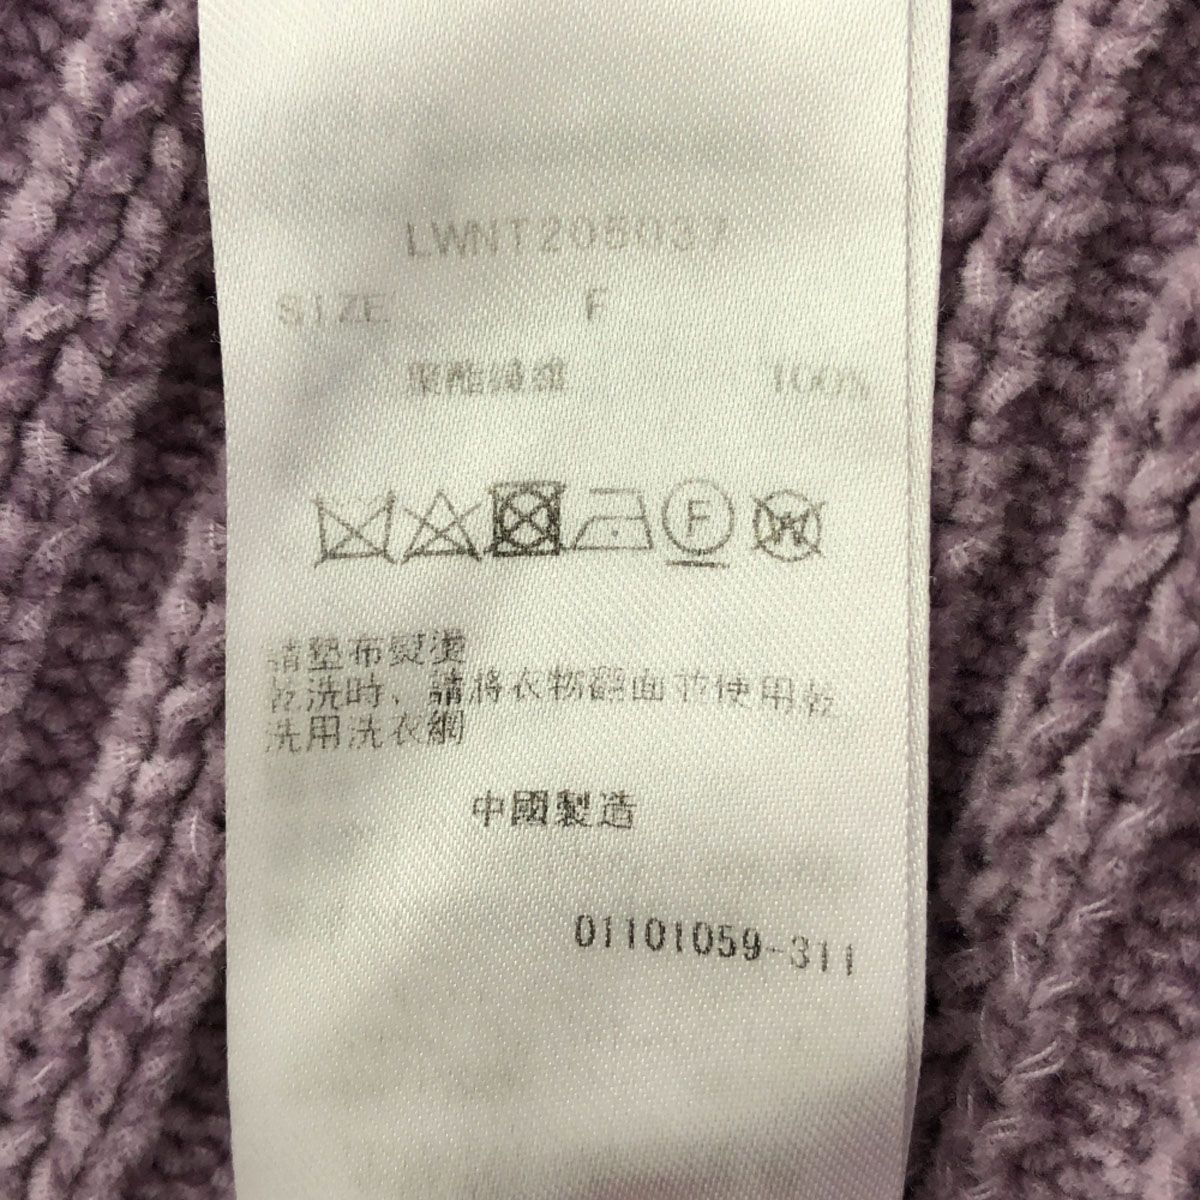 LWNT205037
SIZE F
聚酯纖維 100%
F W
請墊布熨燙
乾洗時、請將衣物翻面並使用乾
洗用洗衣網
中國製造
01101059-311